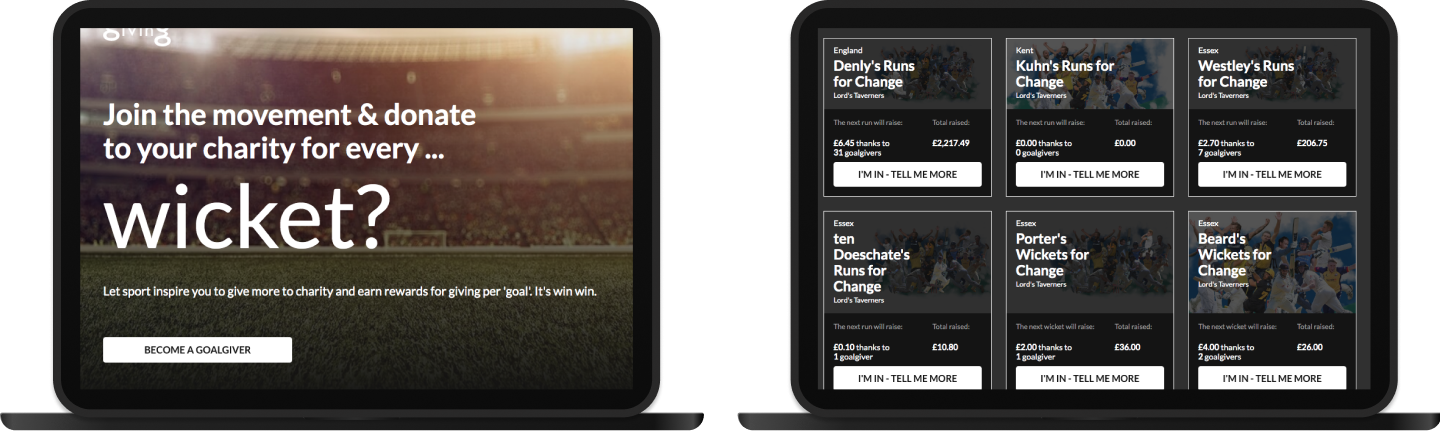 giving
Join the movement & donate
to your charity for every ...
wicket?
Let sport inspire you to give more to charity and earn rewards for giving per 'goal'. It's win win.
BECOME A GOALGIVER
England
Denly's Runs
for Change
Lord's Taverners
The next run will raise:
Total raised:
£6.45 thanks to
31 goalgivers
£2,217.49
I'M IN - TELL ME MORE
Kent
Kuhn's Runs for
Change
Lord's Taverners
The next run will raise:
Total raised:
£0.00 thanks to
0 goalgivers
£0.00
I'M IN - TELL ME MORE
Essex
Westley's Runs
for Change
Lord's Taverners
The next run will raise:
Total raised:
£2.70 thanks to
7 goalgivers
£206.75
I'M IN - TELL ME MORE
Essex
ten
Doeschate's
Runs for
Change
Lord's Taverners
The next run will raise:
Total raised:
£0.10 thanks to
1 goalgiver
£10.80
I'M IN - TELL ME MORE
Essex
Porter's
Wickets for
Change
Lord's Taverners
The next wicket will raise:
Total raised:
£2.00 thanks to
1 goalgiver
£36.00
I'M IN - TELL ME MORE
Essex
Beard's
Wickets for
Change
Lord's Taverners
The next wicket will raise:
Total raised:
£4.00 thanks to
2 goalgivers
£26.00
I'M IN - TELL ME MORE